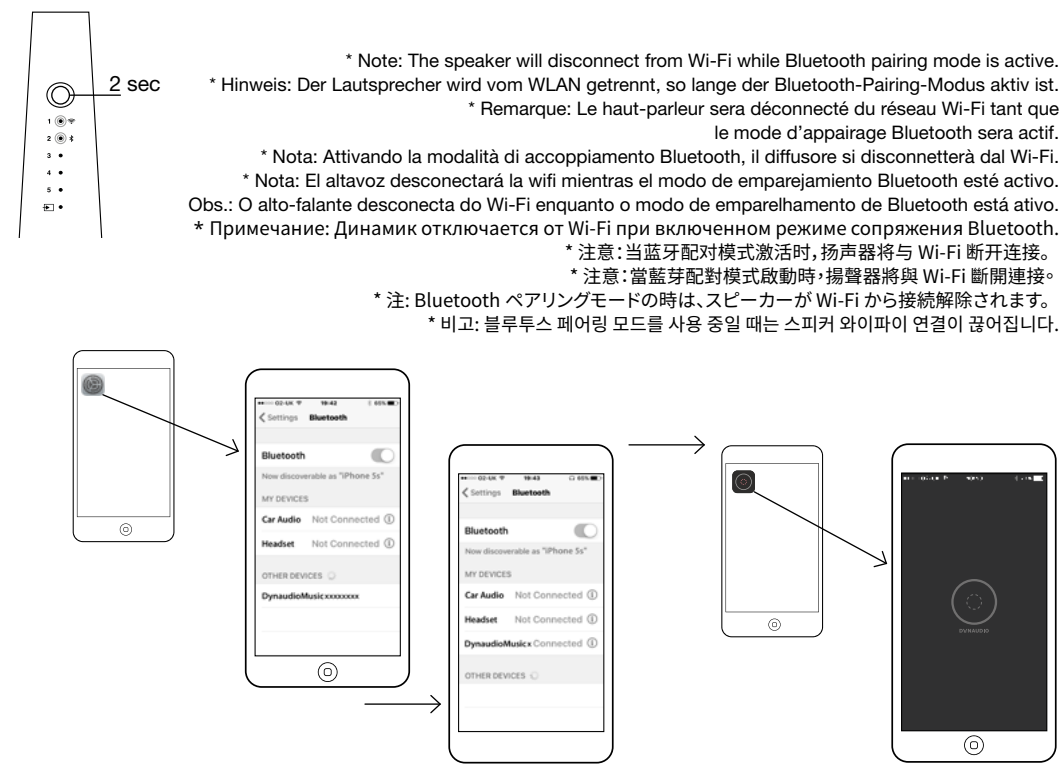 2 sec
1
2
3
4
5
* Note: The speaker will disconnect from Wi-Fi while Bluetooth pairing mode is active.
* Hinweis: Der Lautsprecher wird vom WLAN getrennt, so lange der Bluetooth-Pairing-Modus aktiv ist.
* Remarque: Le haut-parleur sera déconnecté du réseau Wi-Fi tant que
le mode d’appairage Bluetooth sera actif.
* Nota: Attivando la modalità di accoppiamento Bluetooth, il diffusore si disconnetterà dal Wi-Fi.
* Nota: El altavoz desconectará la wifi mientras el modo de emparejamiento Bluetooth esté activo.
Obs.: O alto-falante desconecta do Wi-Fi enquanto o modo de emparelhamento de Bluetooth está ativo.
* Примечание: Динамик отключается от Wi-Fi при включенном режиме сопряжения Bluetooth.
* 注意：当蓝牙配对模式激活时，扬声器将与 Wi-Fi 断开连接。
* 注意：當藍芽配對模式啟動時，揚聲器將與 Wi-Fi 斷開連接。
* 注: Bluetooth ペアリングモードの時は、スピーカーが Wi-Fi から接続解除されます。
* 비고: 블루투스 페어링 모드를 사용 중일 때는 스피커 와이파이 연결이 끊어집니다.
O2-UK 19:42 65%
Settings Bluetooth
Bluetooth
Now discoverable as "iPhone 5s"
MY DEVICES
Car Audio Not Connected
Headset Not Connected
OTHER DEVICES
DynaudioMusicxxxxxxxx
O2-UK 19:43 65%
Settings Bluetooth
Bluetooth
Now discoverable as "iPhone 5s"
MY DEVICES
Car Audio Not Connected
Headset Not Connected
DynaudioMusicx Connected
OTHER DEVICES
DYNAUDIO